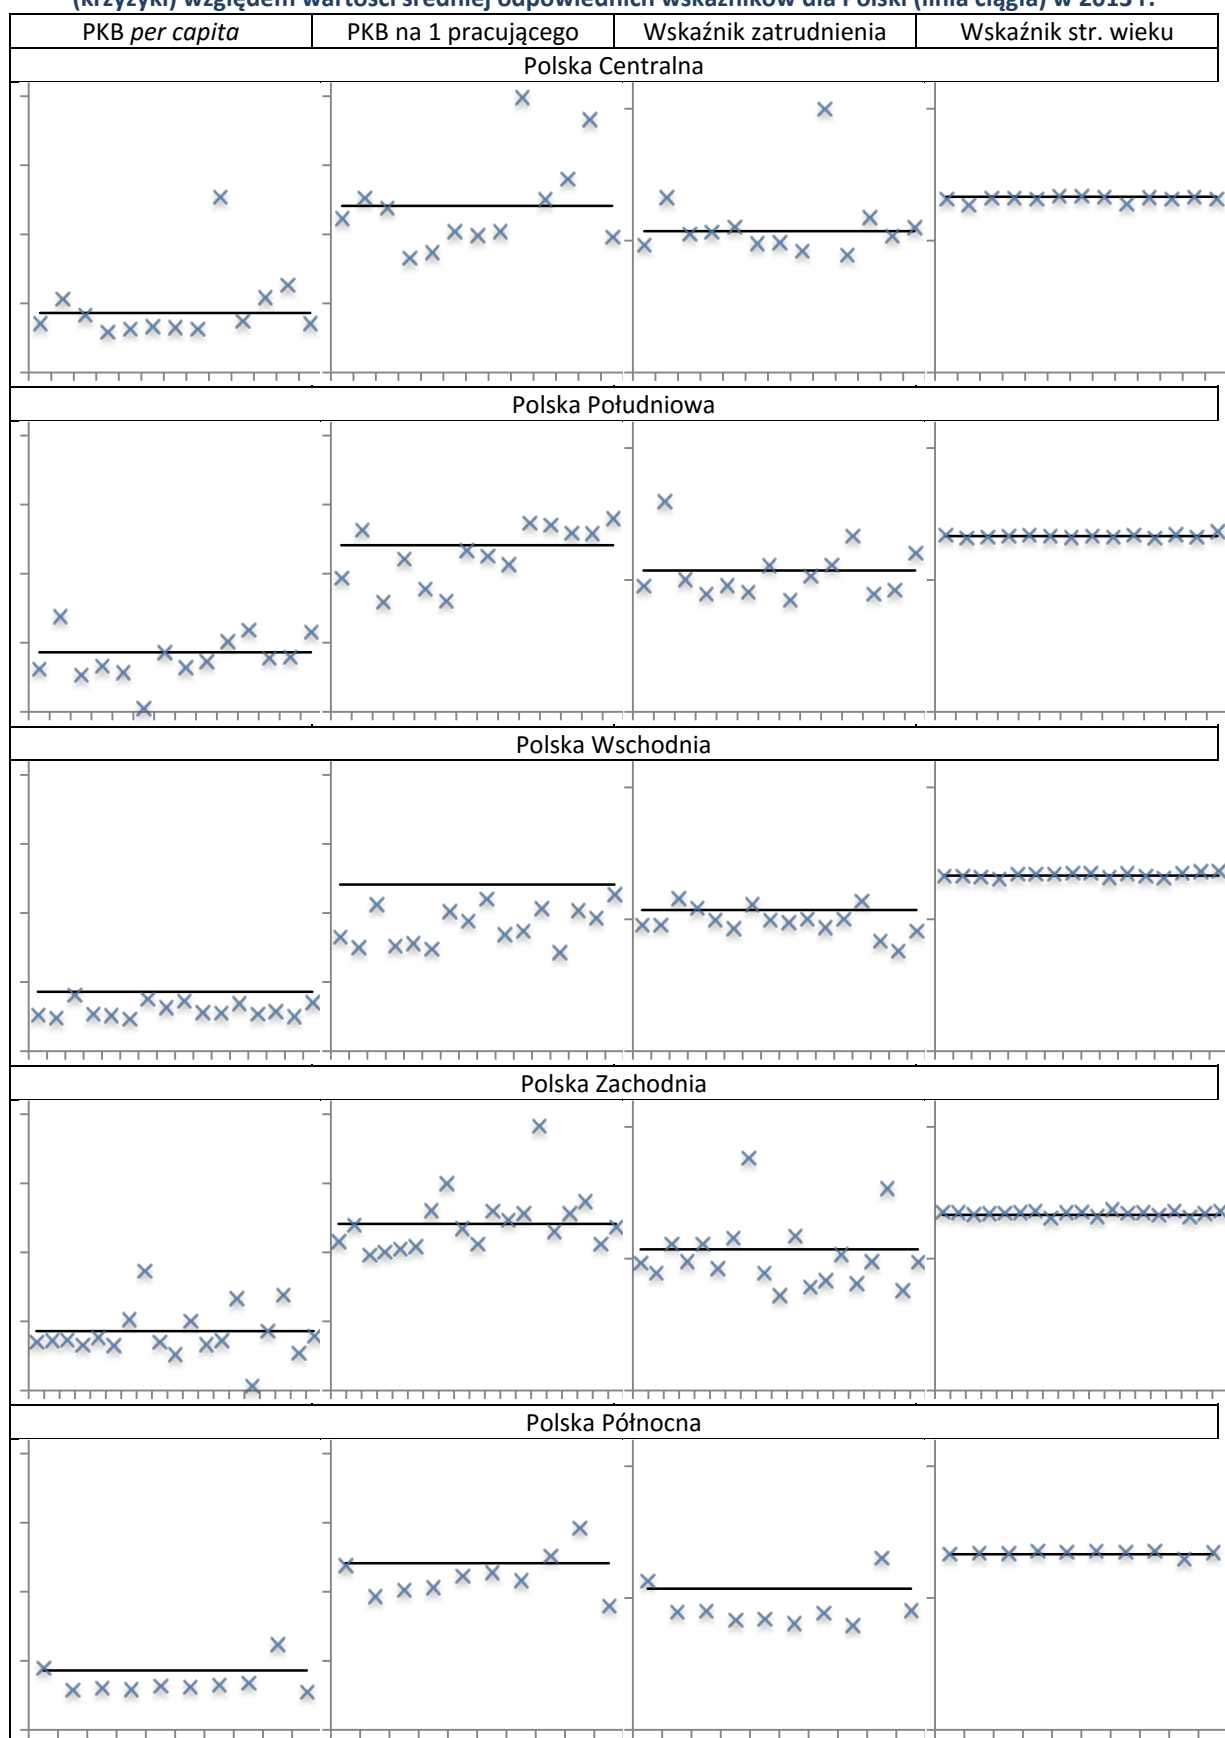 (krzyżyki) względem wartości średniej odpowiednich wskaźników dla Polski (linia ciągła) w 2013 r.
PKB per capita PKB na 1 pracującego Wskaźnik zatrudnienia Wskaźnik str. wieku
Polska Centralna
Polska Południowa
Polska Wschodnia
Polska Zachodnia
Polska Północna